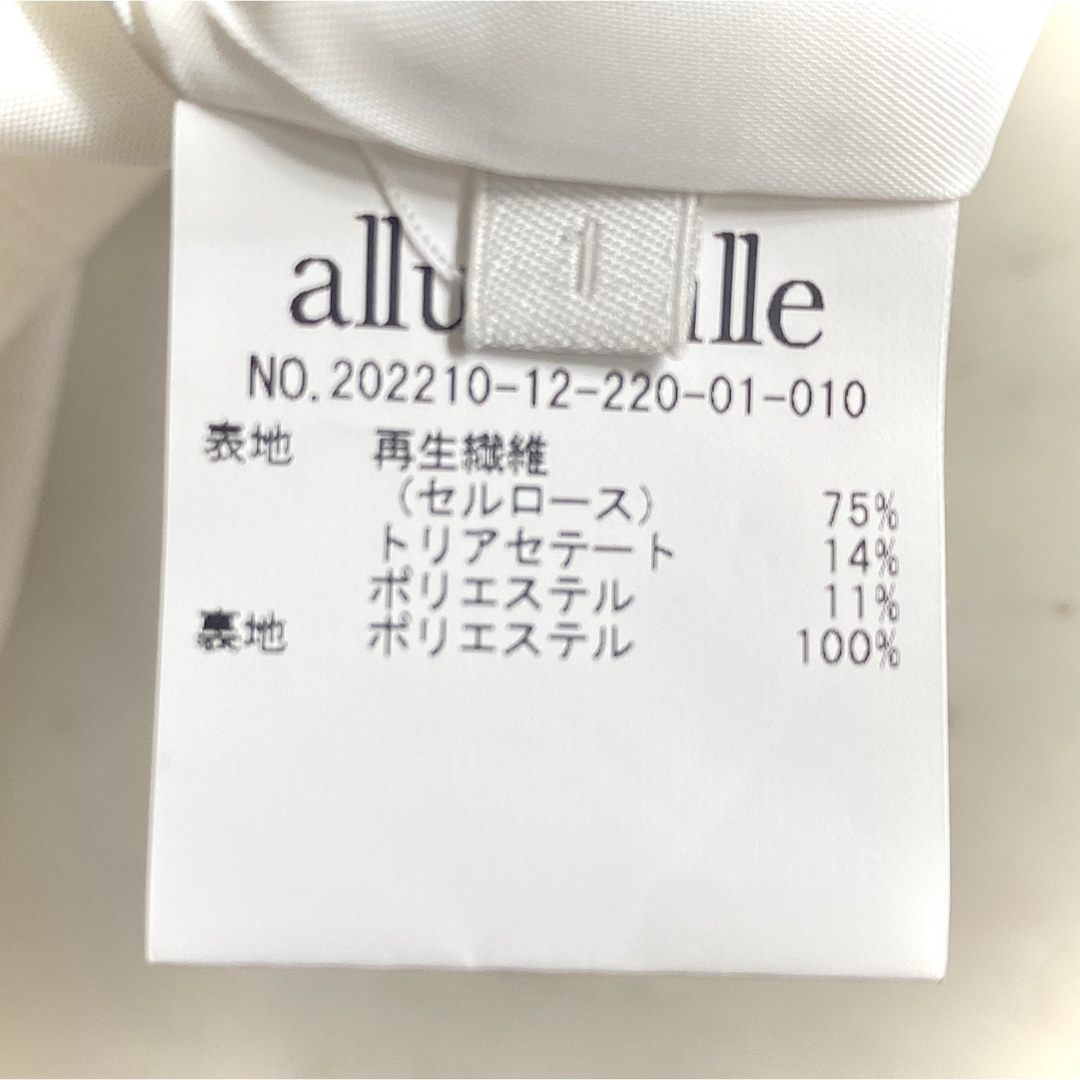 1
NO.202210-12-220-01-010
表地 再生繊維
(セルロース) 75%
トリアセテート 14%
ポリエステル 11%
裏地 ポリエステル 100%